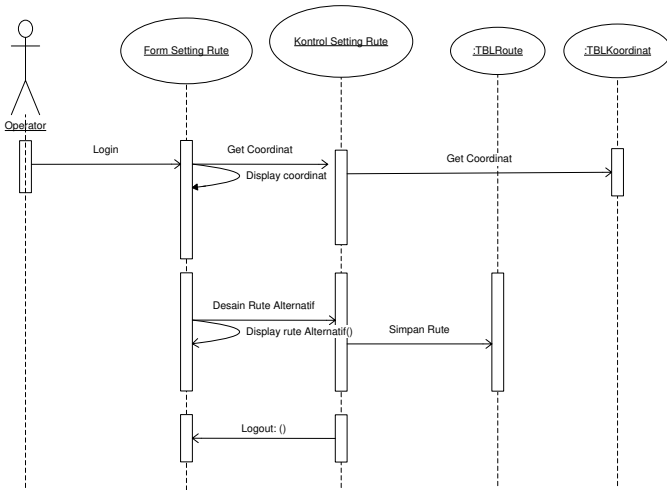 Form Setting Rute
Kontrol Setting Rute
:TBLRoute
:TBLKoordinat
Operator
Login
Get Coordinat
Display coordinat
Get Coordinat
Desain Rute Alternatif
Display rute Alternatif()
Simpan Rute
Logout: ()